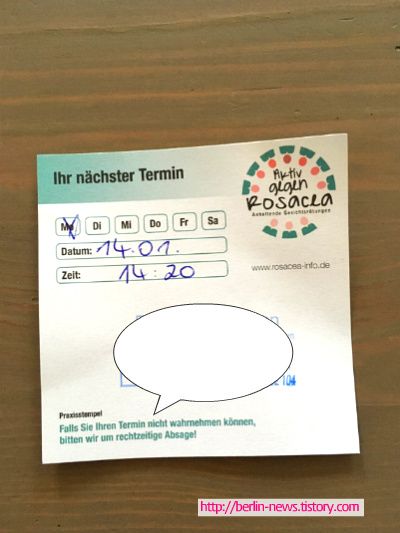 Ihr nächster Termin
Aktiv
gegen
Rosacea
Anhaltende Gesichtsrötungen
Mo Di Mi Do Fr Sa
Datum: 14.01.
Zeit: 14:20
www.rosacea-info.de
104
Praxisstempel
Falls Sie Ihren Termin nicht wahrnehmen können,
bitten wir um rechtzeitige Absage!
http://berlin-news.tistory.com